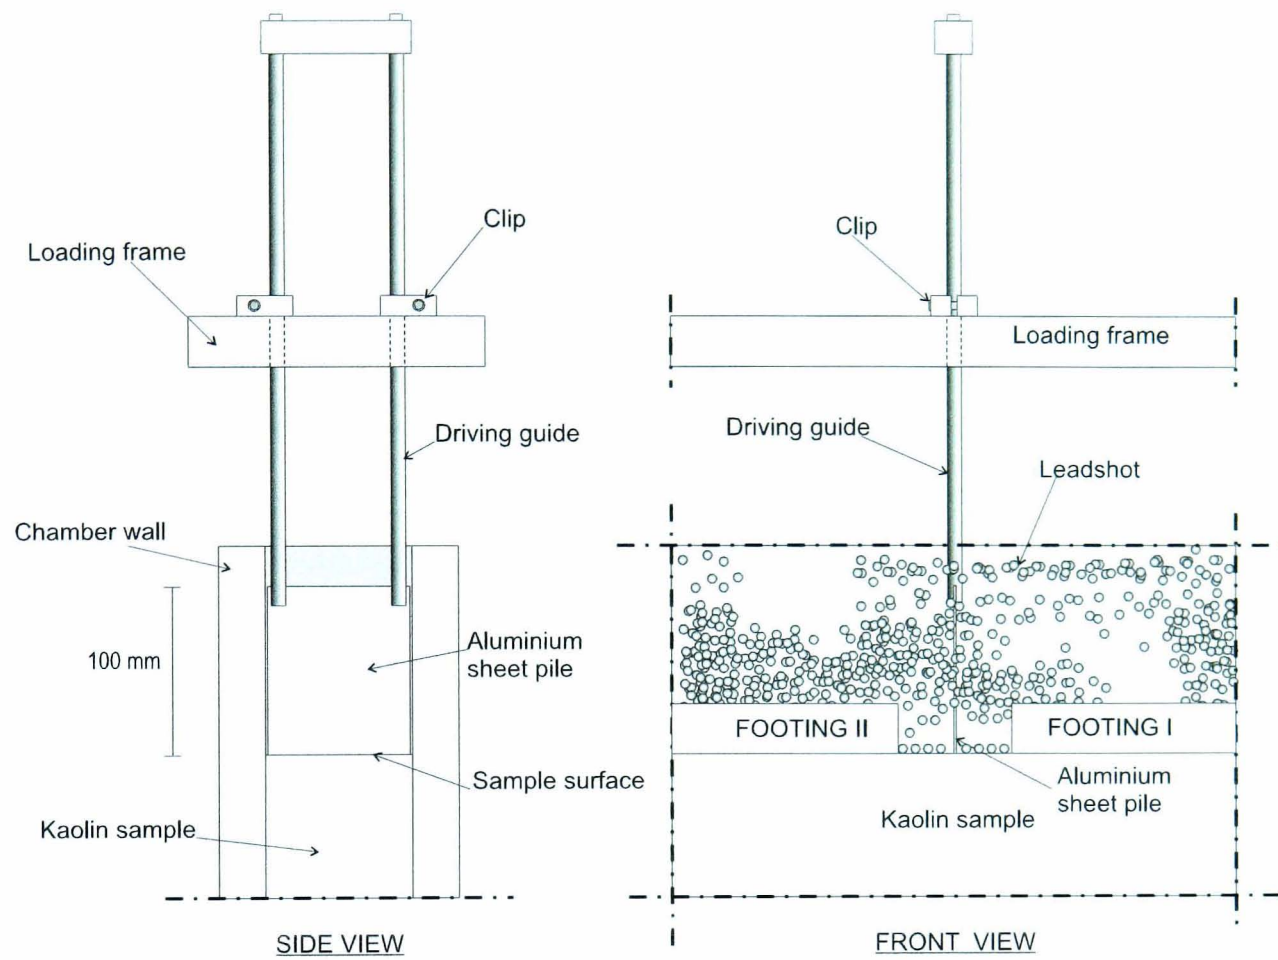 Clip
Loading frame
Driving guide
Chamber wall
100 mm
Aluminium
sheet pile
Sample surface
Kaolin sample
SIDE VIEW
Clip
Loading frame
Driving guide
Leadshot
FOOTING II
FOOTING I
Aluminium
sheet pile
Kaolin sample
FRONT VIEW